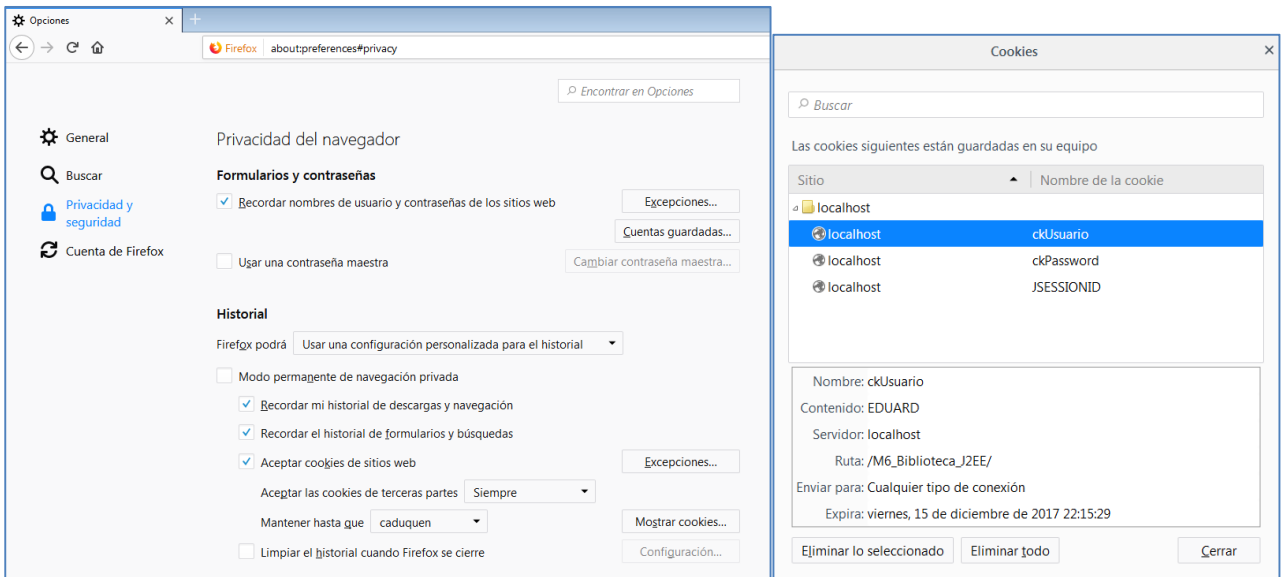 Opciones
Firefox about:preferences#privacy
Encontrar en Opciones
General
Buscar
Privacidad y
seguridad
Cuenta de Firefox
Privacidad del navegador
Formularios y contraseñas
Recordar nombres de usuario y contraseñas de los sitios web
Excepciones...
Cuentas guardadas...
Usar una contraseña maestra
Cambiar contraseña maestra...
Historial
Firefox podrá Usar una configuración personalizada para el historial
Modo permanente de navegación privada
Recordar mi historial de descargas y navegación
Recordar el historial de formularios y búsquedas
Aceptar cookies de sitios web
Excepciones...
Aceptar las cookies de terceras partes Siempre
Mantener hasta que caduquen
Mostrar cookies...
Limpiar el historial cuando Firefox se cierre
Configuración...
Cookies
Buscar
Las cookies siguientes están guardadas en su equipo
Sitio Nombre de la cookie
localhost
localhost ckUsuario
localhost ckPassword
localhost JSESSIONID
Nombre: ckUsuario
Contenido: EDUARD
Servidor: localhost
Ruta: /M6_Biblioteca_J2EE/
Enviar para: Cualquier tipo de conexión
Expira: viernes, 15 de diciembre de 2017 22:15:29
Eliminar lo seleccionado Eliminar todo Cerrar